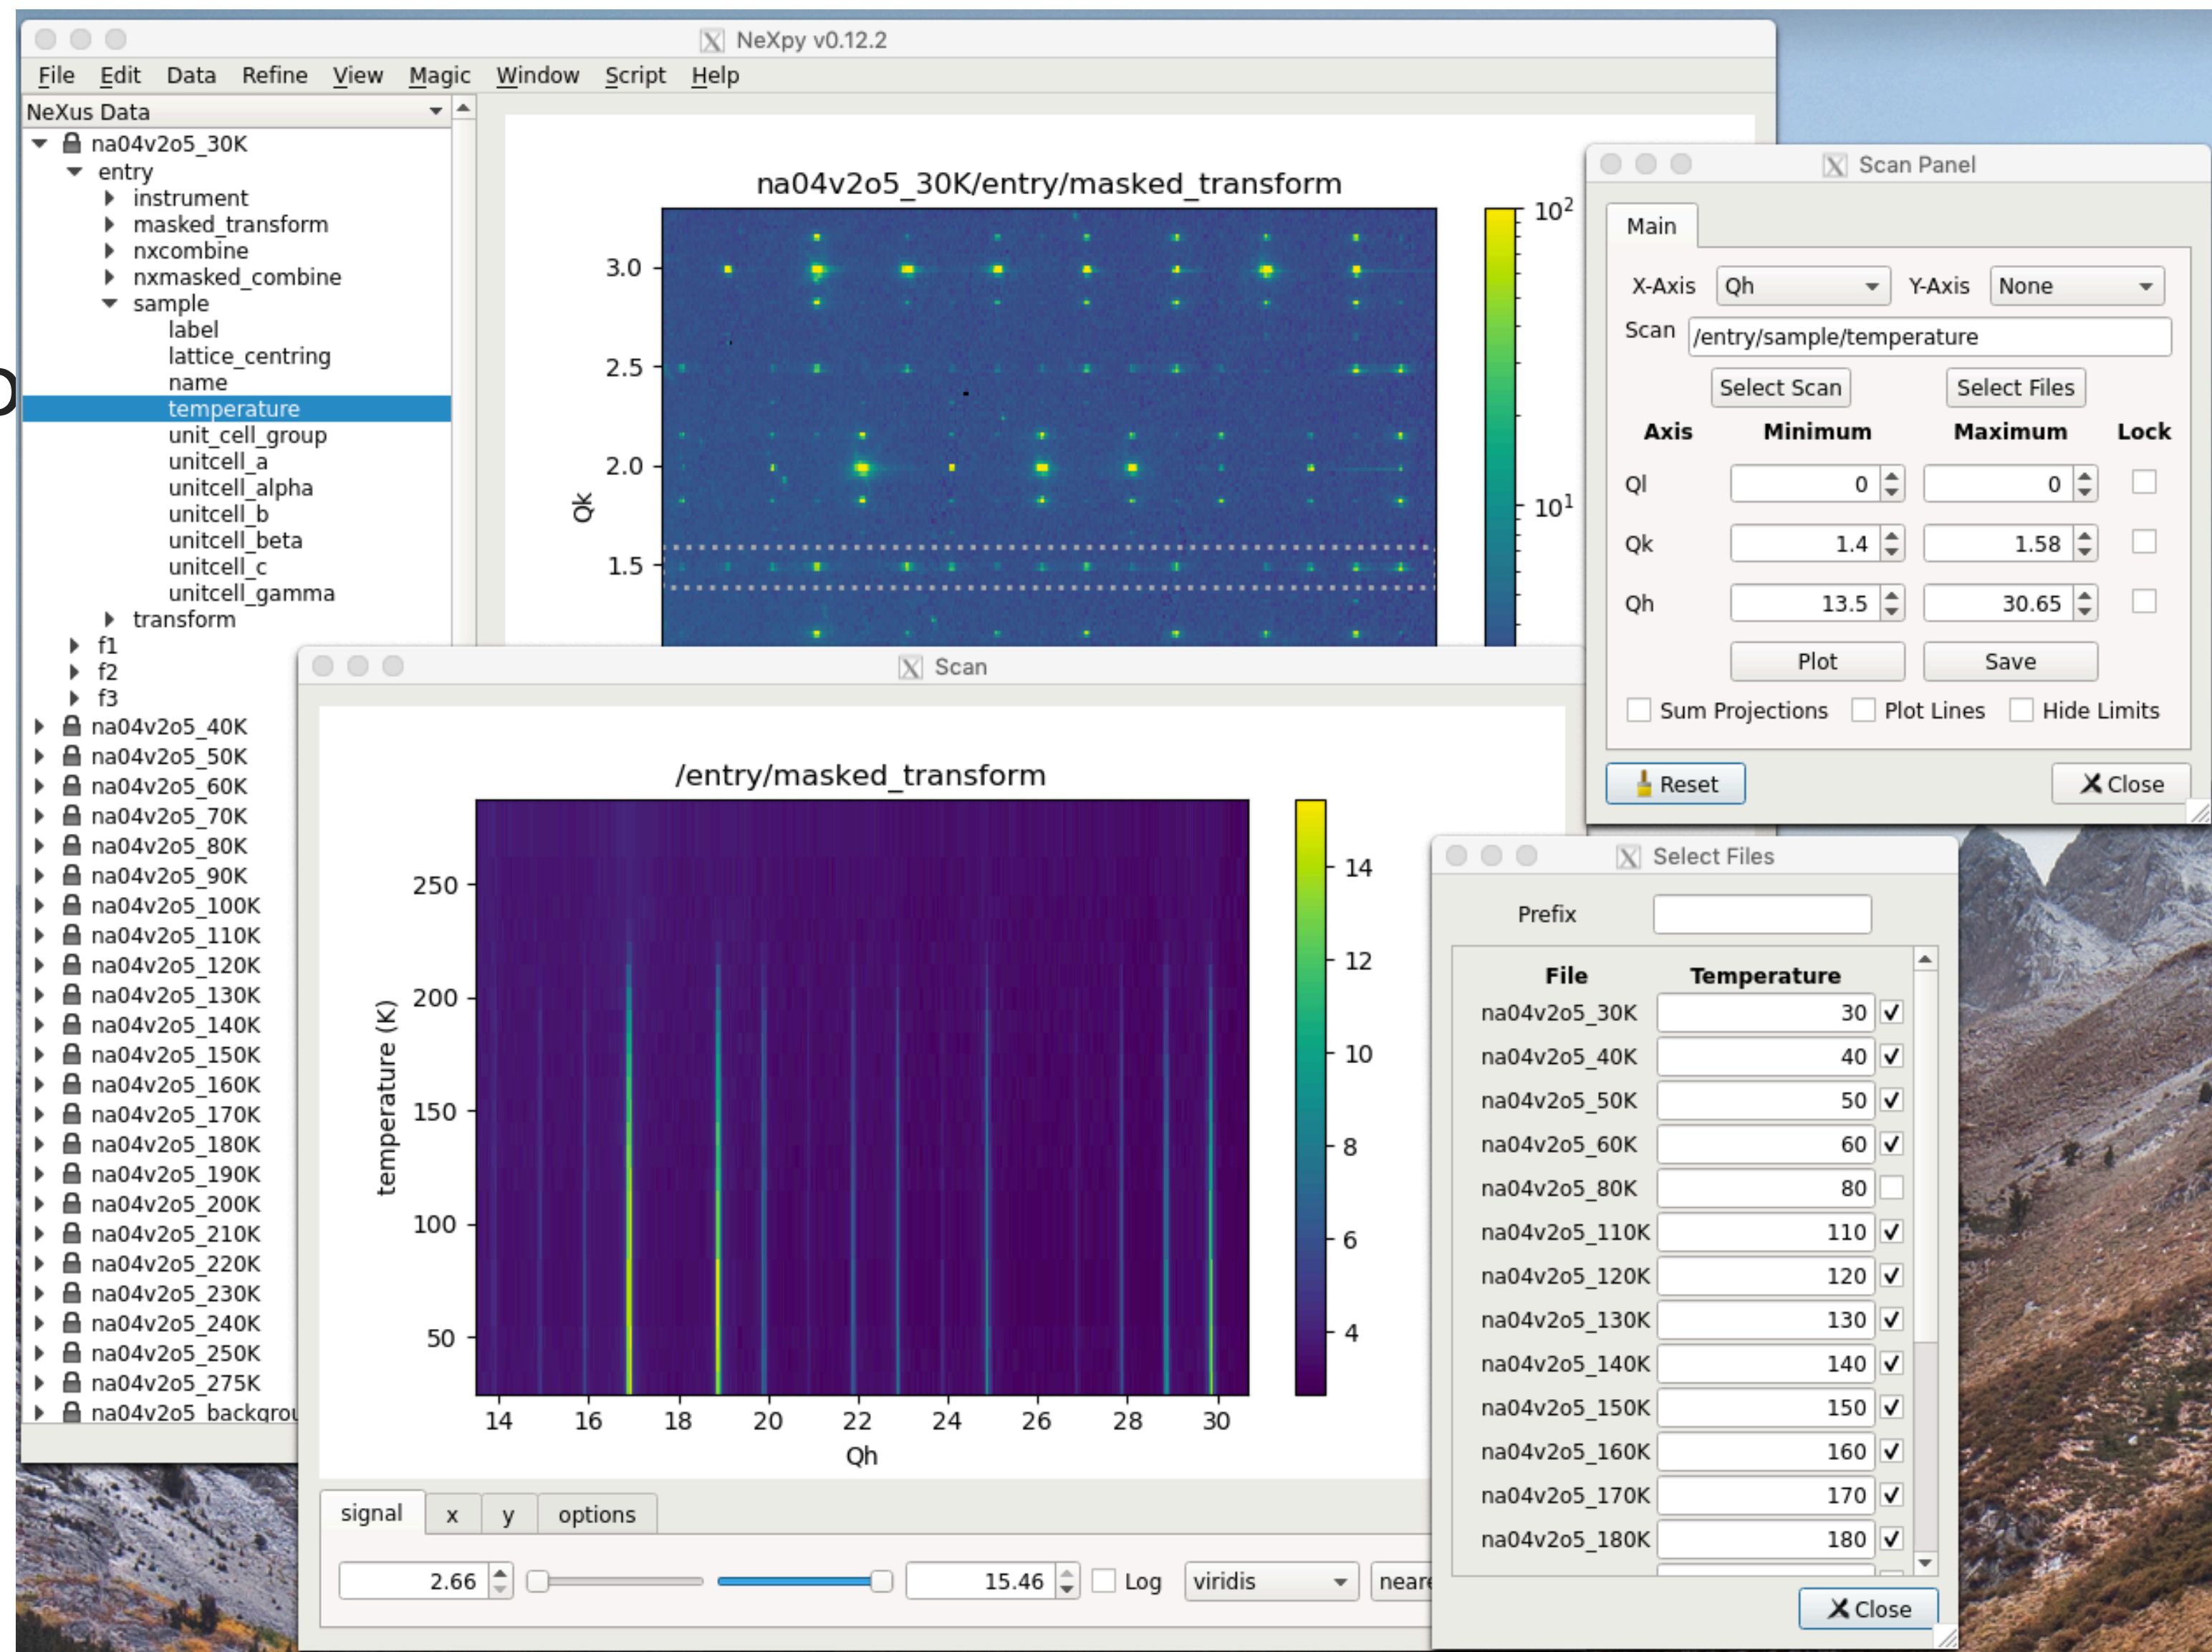 NeXpy v0.12.2
File Edit Data Refine View Magic Window Script Help
NeXus Data
na04v2o5_30K
entry
instrument
masked_transform
nxcombine
nxmasked_combine
sample
label
lattice_centring
name
temperature
unit_cell_group
unitcell_a
unitcell_alpha
unitcell_b
unitcell_beta
unitcell_c
unitcell_gamma
transform
f1
f2
f3
na04v2o5_40K
na04v2o5_50K
na04v2o5_60K
na04v2o5_70K
na04v2o5_80K
na04v2o5_90K
na04v2o5_100K
na04v2o5_110K
na04v2o5_120K
na04v2o5_130K
na04v2o5_140K
na04v2o5_150K
na04v2o5_160K
na04v2o5_170K
na04v2o5_180K
na04v2o5_190K
na04v2o5_200K
na04v2o5_210K
na04v2o5_220K
na04v2o5_230K
na04v2o5_240K
na04v2o5_250K
na04v2o5_275K
na04v2o5_backgrou
na04v2o5_30K/entry/masked_transform
3.0
2.5
2.0
1.5
Qk
10²
10¹
Scan Panel
Main
X-Axis Qh Y-Axis None
Scan /entry/sample/temperature
Select Scan Select Files
Axis Minimum Maximum Lock
Ql 0 0
Qk 1.4 1.58
Qh 13.5 30.65
Plot Save
Sum Projections Plot Lines Hide Limits
Reset Close
Scan
/entry/masked_transform
250
200
150
100
50
temperature (K)
14 16 18 20 22 24 26 28 30
Qh
14
12
10
8
6
4
signal x y options
2.66 15.46 Log viridis neare
Select Files
Prefix
File Temperature
na04v2o5_30K 30
na04v2o5_40K 40
na04v2o5_50K 50
na04v2o5_60K 60
na04v2o5_80K 80
na04v2o5_110K 110
na04v2o5_120K 120
na04v2o5_130K 130
na04v2o5_140K 140
na04v2o5_150K 150
na04v2o5_160K 160
na04v2o5_170K 170
na04v2o5_180K 180
Close